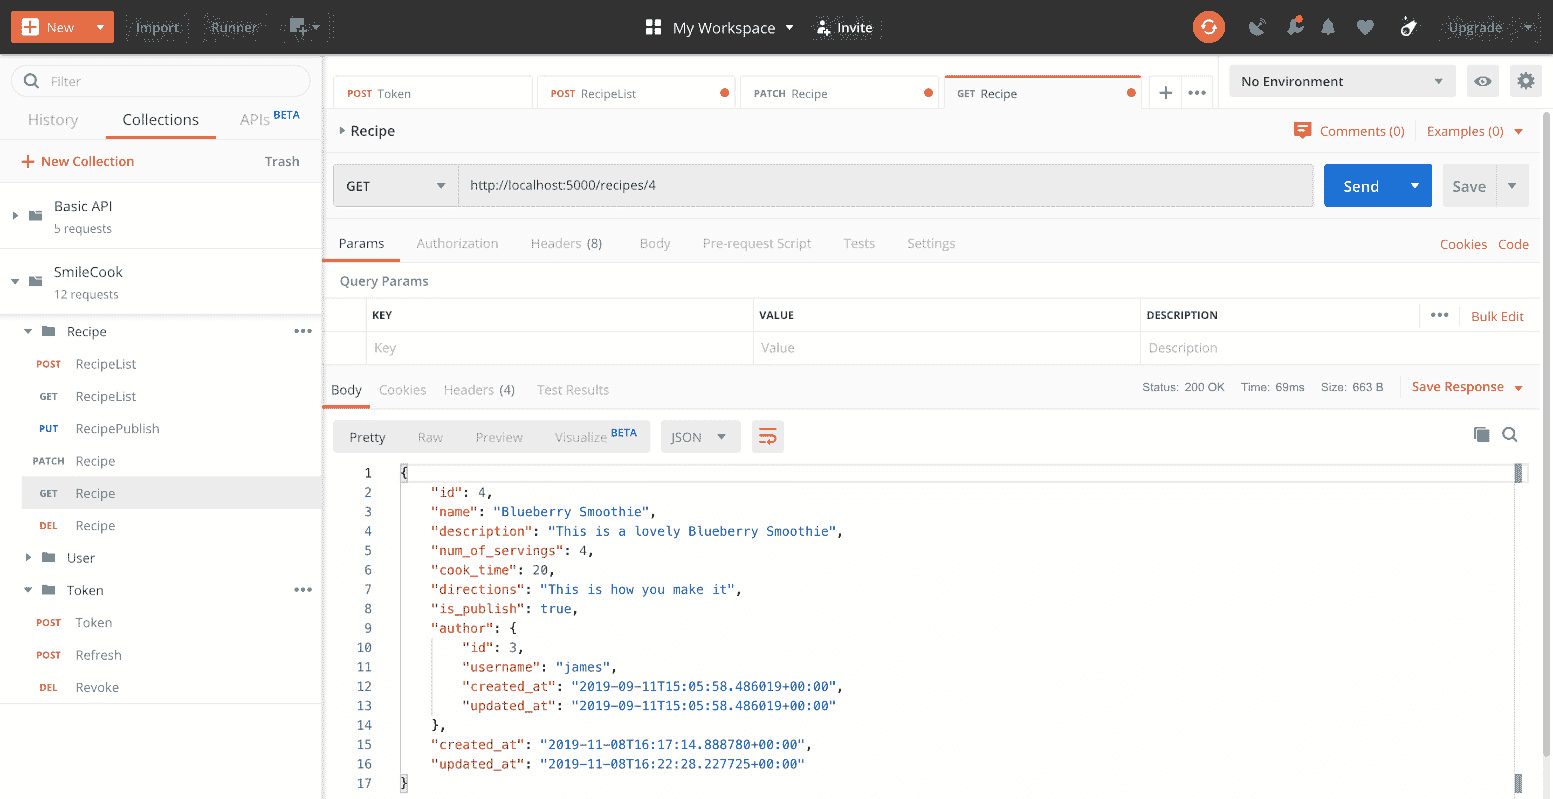 New Import Runner My Workspace Invite Upgrade
Filter
History Collections APIs BETA
New Collection Trash
Basic API
5 requests
SmileCook
12 requests
Recipe
POST RecipeList
GET RecipeList
PUT RecipePublish
PATCH Recipe
GET Recipe
DEL Recipe
User
Token
POST Token
POST Refresh
DEL Revoke
POST Token POST RecipeList PATCH Recipe GET Recipe No Environment
Recipe Comments (0) Examples (0)
GET http://localhost:5000/recipes/4 Send Save
Params Authorization Headers (8) Body Pre-request Script Tests Settings Cookies Code
Query Params
KEY VALUE DESCRIPTION Bulk Edit
Key Value Description
Body Cookies Headers (4) Test Results Status: 200 OK Time: 69ms Size: 663 B Save Response
Pretty Raw Preview Visualize BETA JSON
1 {
2 "id": 4,
3 "name": "Blueberry Smoothie",
4 "description": "This is a lovely Blueberry Smoothie",
5 "num_of_servings": 4,
6 "cook_time": 20,
7 "directions": "This is how you make it",
8 "is_publish": true,
9 "author": {
10 "id": 3,
11 "username": "james",
12 "created_at": "2019-09-11T15:05:58.486019+00:00",
13 "updated_at": "2019-09-11T15:05:58.486019+00:00"
14 },
15 "created_at": "2019-11-08T16:17:14.888780+00:00",
16 "updated_at": "2019-11-08T16:22:28.227725+00:00"
17 }